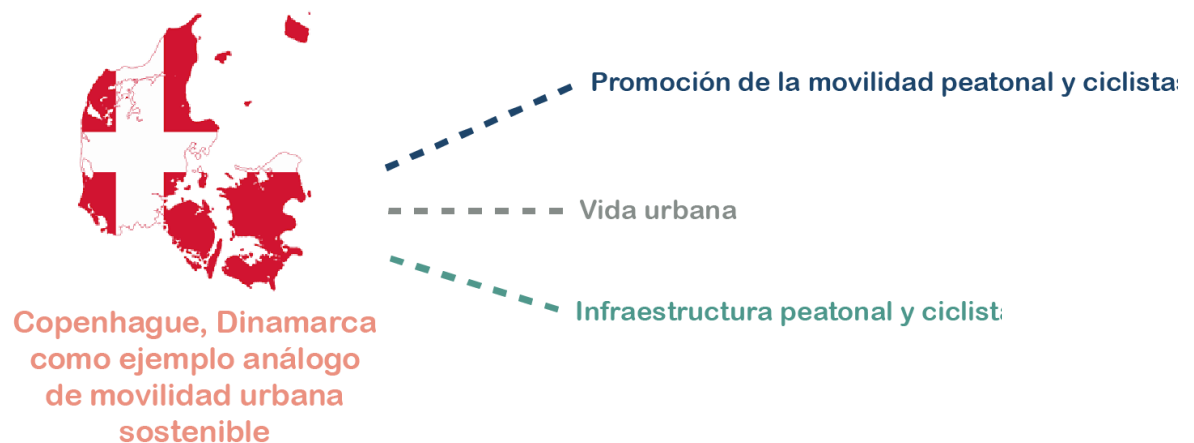 Promoción de la movilidad peatonal y ciclistas
Vida urbana
Infraestructura peatonal y ciclista
Copenhague, Dinamarca
como ejemplo análogo
de movilidad urbana
sostenible